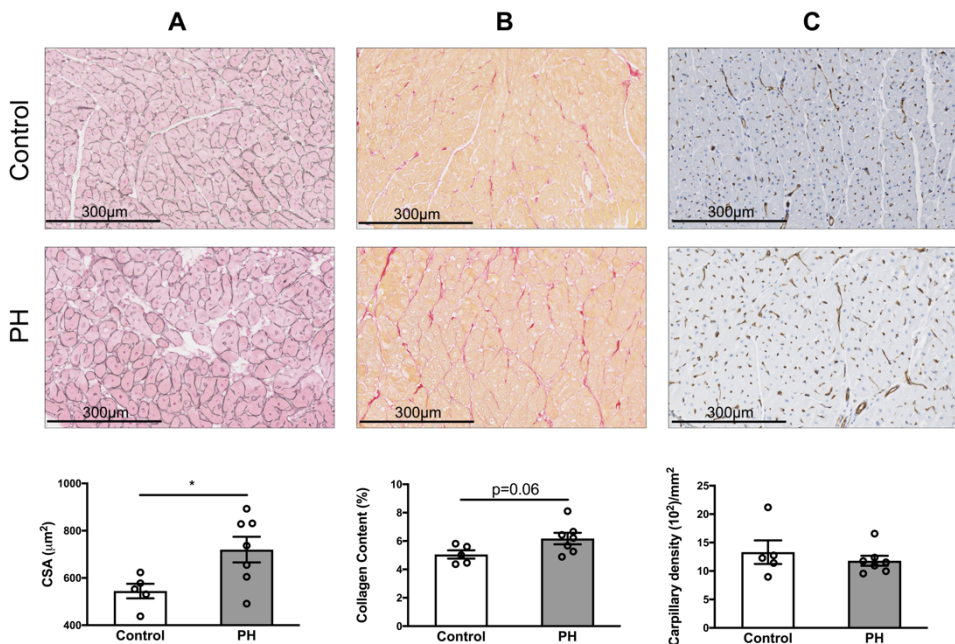 A
B
C
Control
300µm
300µm
300µm
PH
300µm
300µm
300µm
CSA (µm²)
1000
800
600
400
*
Control
PH
Collagen Content (%)
10
8
6
4
2
0
p=0.06
Control
PH
Carpillary density (10²)/mm²
25
20
15
10
5
0
Control
PH